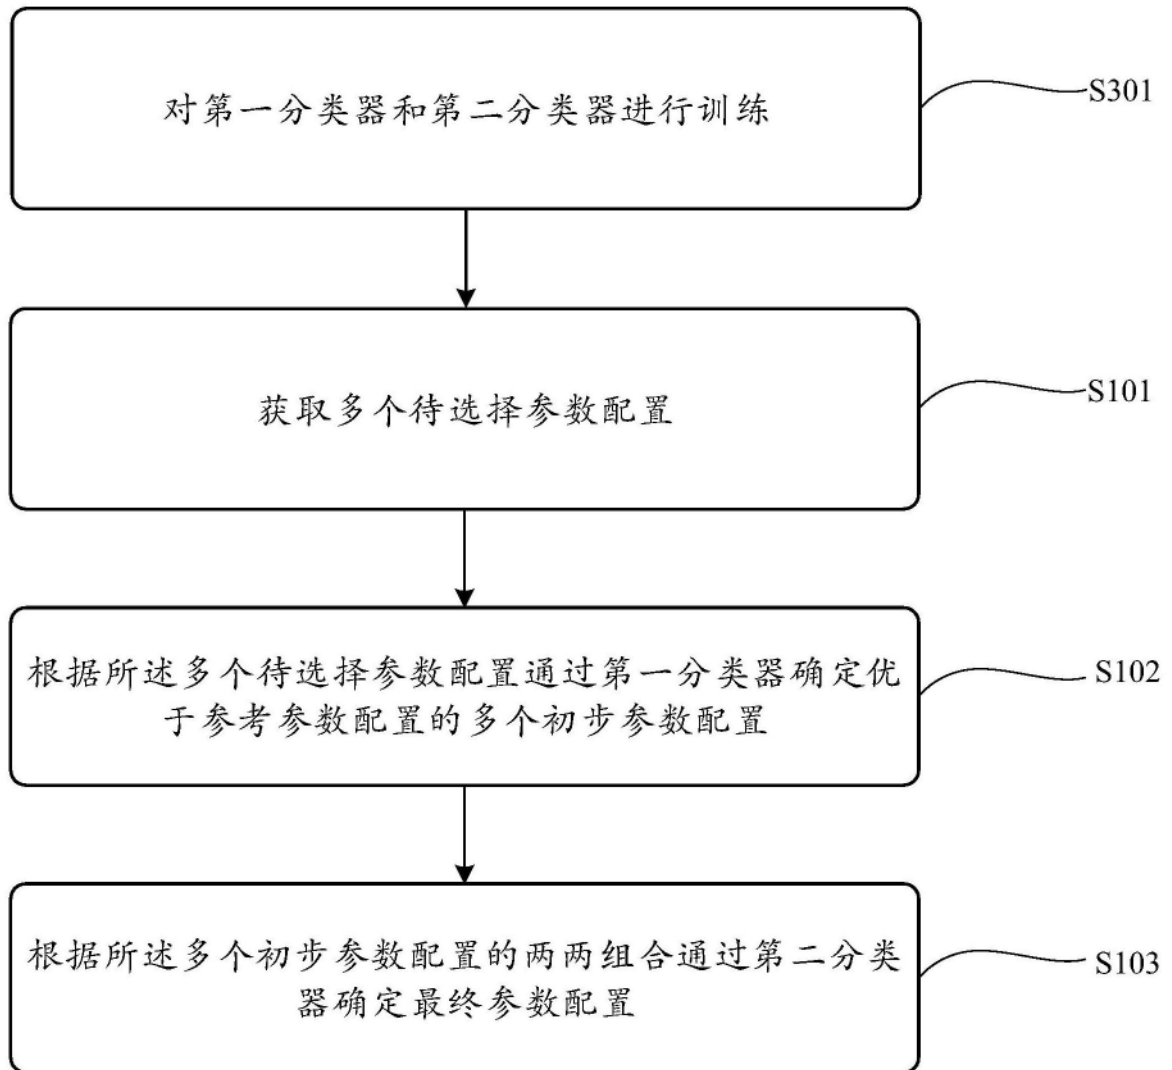 对第一分类器和第二分类器进行训练
S301
获取多个待选择参数配置
S101
根据所述多个待选择参数配置通过第一分类器确定优
于参考参数配置的多个初步参数配置
S102
根据所述多个初步参数配置的两两组合通过第二分类
器确定最终参数配置
S103